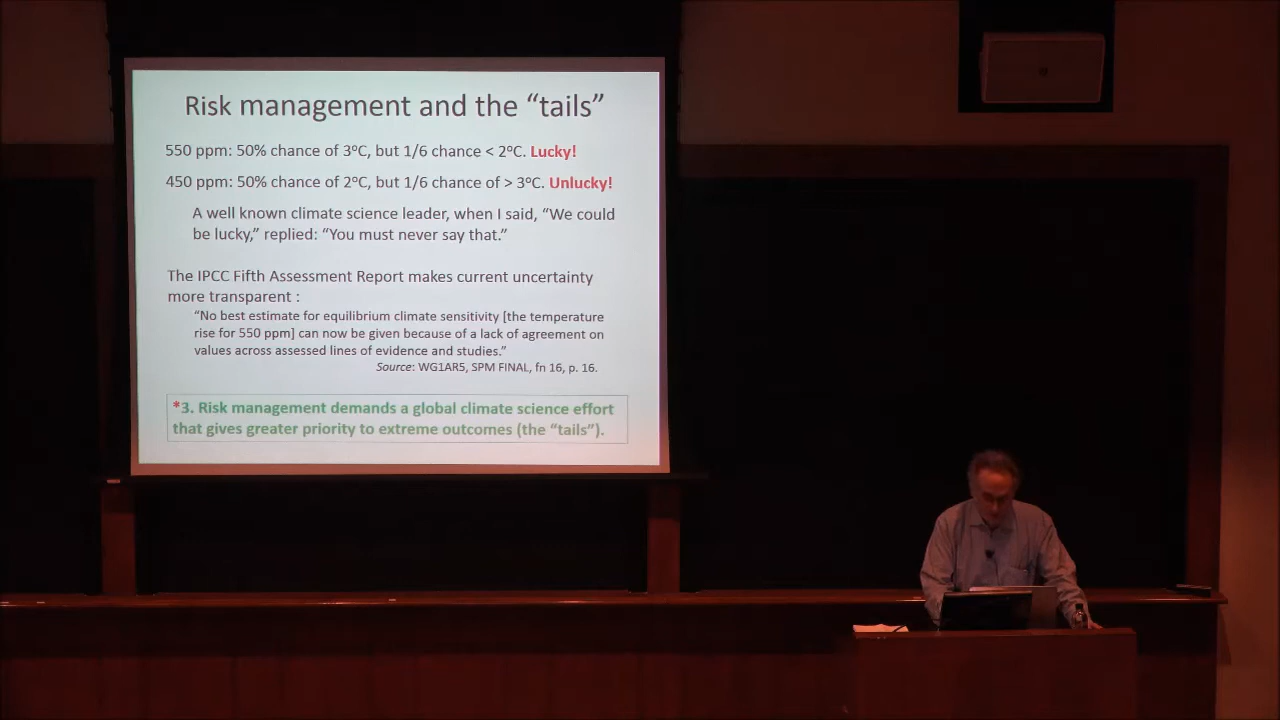 Risk management and the “tails”
550 ppm: 50% chance of 3ºC, but 1/6 chance < 2ºC. Lucky!
450 ppm: 50% chance of 2ºC, but 1/6 chance of > 3ºC. Unlucky!
A well known climate science leader, when I said, “We could
be lucky,” replied: “You must never say that.”
The IPCC Fifth Assessment Report makes current uncertainty
more transparent :
“No best estimate for equilibrium climate sensitivity [the temperature
rise for 550 ppm] can now be given because of a lack of agreement on
values across assessed lines of evidence and studies.”
Source: WG1AR5, SPM FINAL, fn 16, p. 16.
*3. Risk management demands a global climate science effort
that gives greater priority to extreme outcomes (the “tails”).